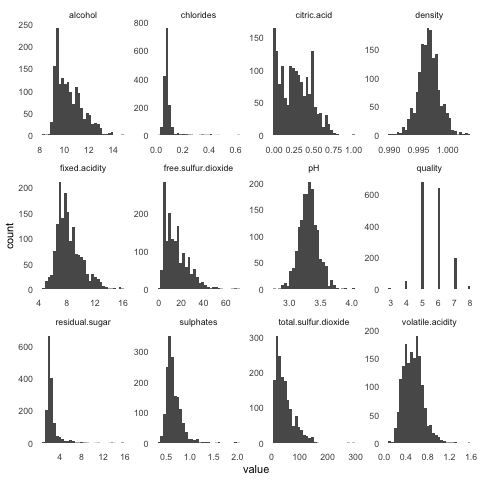 alcohol
chlorides
citric.acid
density
250
200
150
100
50
0
8 10 12 14
800
600
400
200
0
0.0 0.2 0.4 0.6
150
100
50
0
0.00 0.25 0.50 0.75 1.00
150
100
50
0
0.990 0.995 1.000
fixed.acidity
free.sulfur.dioxide
pH
quality
200
150
100
50
0
4 8 12 16
200
100
0
0 20 40 60
200
150
100
50
0
3.0 3.5 4.0
600
400
200
0
3 4 5 6 7 8
residual.sugar
sulphates
total.sulfur.dioxide
volatile.acidity
600
400
200
0
4 8 12 16
300
200
100
0
0.5 1.0 1.5 2.0
300
200
100
0
0 100 200 300
200
150
100
50
0
0.0 0.4 0.8 1.2 1.6
count
value